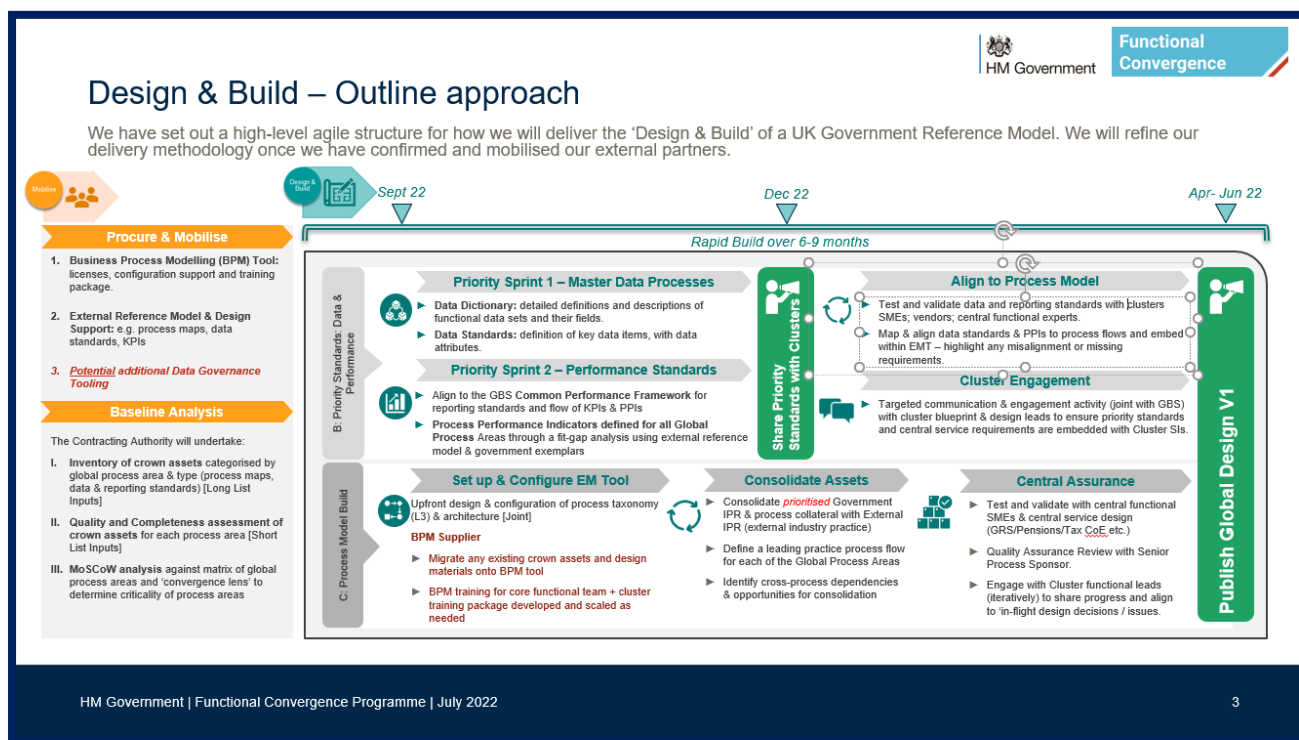 HM Government
Functional
Convergence
Design & Build – Outline approach
We have set out a high-level agile structure for how we will deliver the ‘Design & Build’ of a UK Government Reference Model. We will refine our
delivery methodology once we have confirmed and mobilised our external partners.
Mobilise
Design &
Build
Sept 22
Dec 22
Apr- Jun 22
Rapid Build over 6-9 months
Procure & Mobilise
1. Business Process Modelling (BPM) Tool:
licenses, configuration support and training
package.
2. External Reference Model & Design
Support: e.g. process maps, data
standards, KPIs
3. Potential additional Data Governance
Tooling
Baseline Analysis
The Contracting Authority will undertake:
I. Inventory of crown assets categorised by
global process area & type (process maps,
data & reporting standards) [Long List
Inputs]
II. Quality and Completeness assessment of
crown assets for each process area [Short
List Inputs]
III. MoSCoW analysis against matrix of global
process areas and ‘convergence lens’ to
determine criticality of process areas
B: Priority Standards: Data &
Performance
Priority Sprint 1 – Master Data Processes
Data Dictionary: detailed definitions and descriptions of
functional data sets and their fields.
Data Standards: definition of key data items, with data
attributes.
Priority Sprint 2 – Performance Standards
Align to the GBS Common Performance Framework for
reporting standards and flow of KPIs & PPIs
Process Performance Indicators defined for all Global
Process Areas through a fit-gap analysis using external reference
model & government exemplars
Share Priority
Standards with Clusters
Align to Process Model
Test and validate data and reporting standards with clusters
SMEs; vendors; central functional experts.
Map & align data standards & PPIs to process flows and embed
within EMT – highlight any misalignment or missing
requirements.
Cluster Engagement
Targeted communication & engagement activity (joint with GBS)
with cluster blueprint & design leads to ensure priority standards
and central service requirements are embedded with Cluster SIs.
C: Process Model Build
Set up & Configure EM Tool
Upfront design & configuration of process taxonomy
(L3) & architecture [Joint]
BPM Supplier
Migrate any existing crown assets and design
materials onto BPM tool
BPM training for core functional team + cluster
training package developed and scaled as
needed
Consolidate Assets
Consolidate prioritised Government
IPR & process collateral with External
IPR (external industry practice)
Define a leading practice process flow
for each of the Global Process Areas
Identify cross-process dependencies
& opportunities for consolidation
Central Assurance
Test and validate with central functional
SMEs & central service design
(GRS/Pensions/Tax CoE etc.)
Quality Assurance Review with Senior
Process Sponsor.
Engage with Cluster functional leads
(iteratively) to share progress and align
to ‘in-flight design decisions / issues.
Publish Global Design V1
HM Government | Functional Convergence Programme | July 2022
3